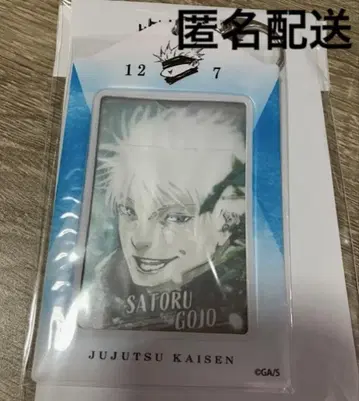 匿名配送
12 7
SATORU
GOJO
JUJUTSU KAISEN
©GA/S